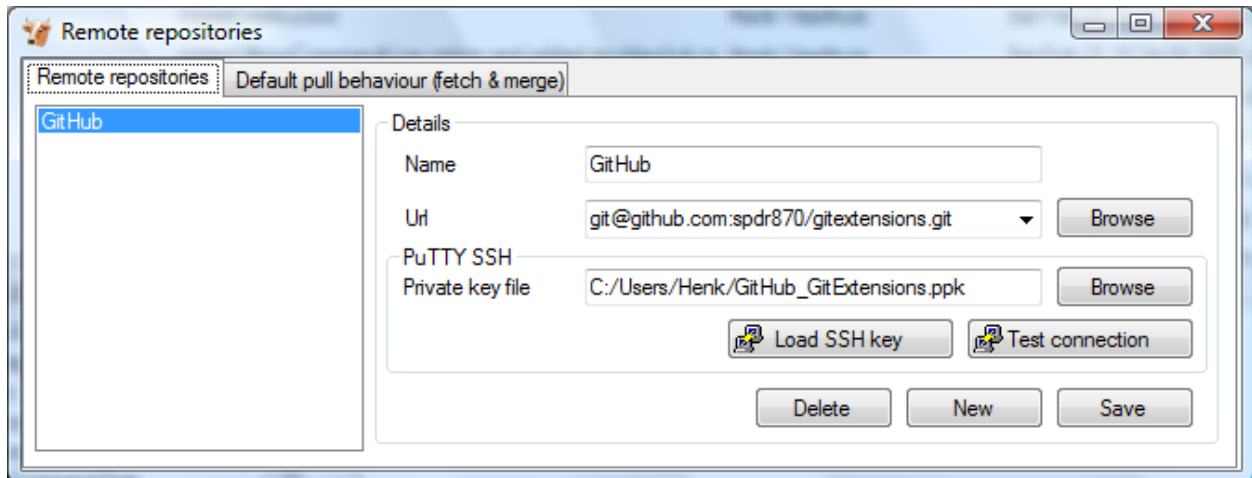 Remote repositories
Remote repositories Default pull behaviour (fetch & merge)
GitHub
Details
Name GitHub
Url git@github.com:spdr870/gitextensions.git Browse
PuTTY SSH
Private key file C:/Users/Henk/GitHub_GitExtensions.ppk Browse
Load SSH key Test connection
Delete New Save